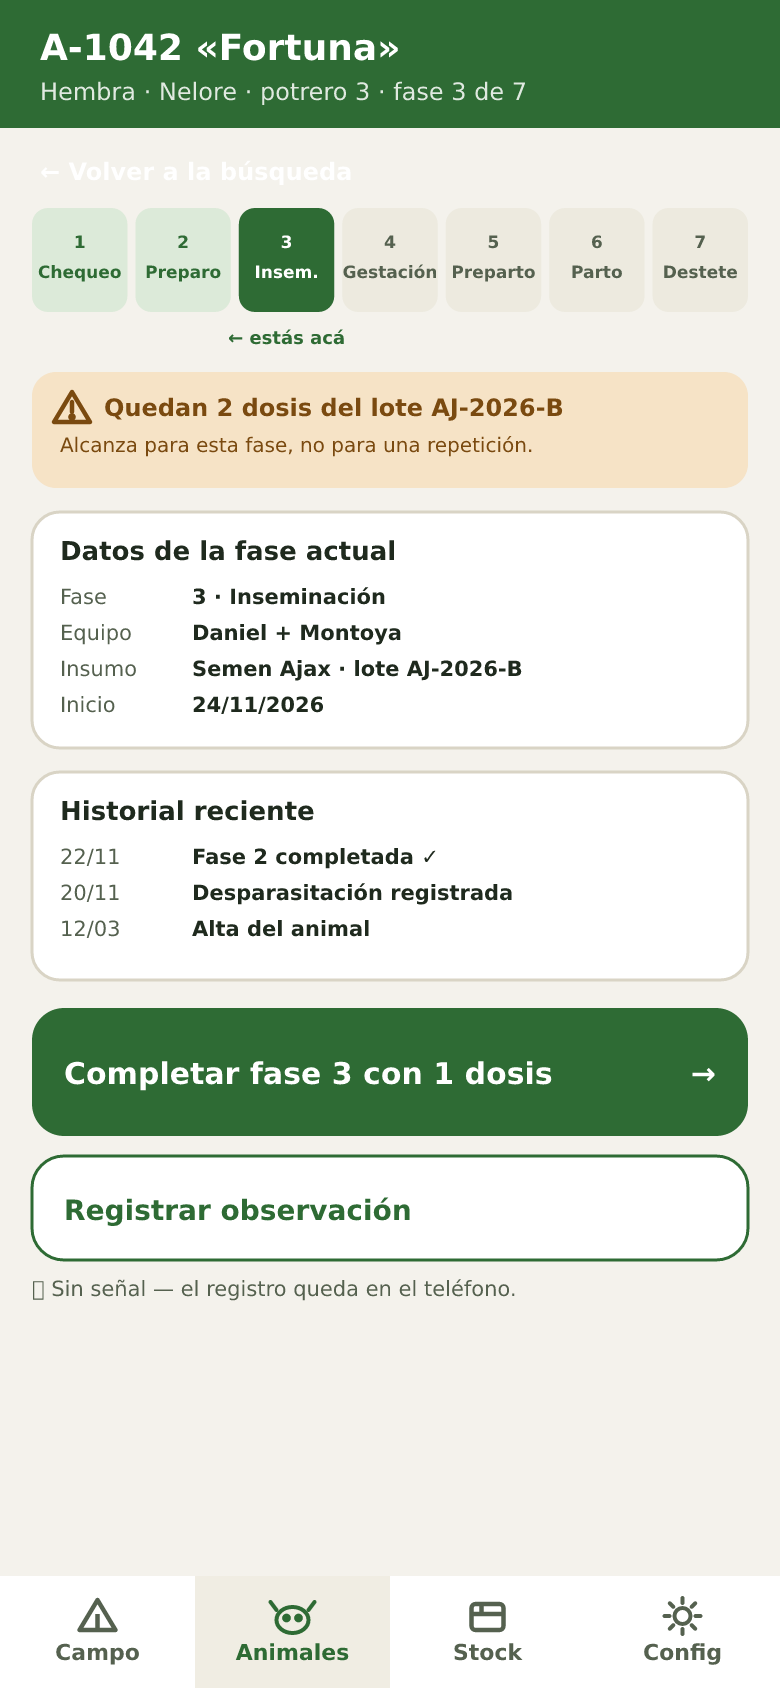 A-1042 «Fortuna»
Hembra · Nelore · potrero 3 · fase 3 de 7
← Volver a la búsqueda
1 2 3 4 5 6 7
Chequeo Preparo Insem. Gestación Preparto Parto Destete
← estás acá
Quedan 2 dosis del lote AJ-2026-B
Alcanza para esta fase, no para una repetición.
Datos de la fase actual
Fase 3 · Inseminación
Equipo Daniel + Montoya
Insumo Semen Ajax · lote AJ-2026-B
Inicio 24/11/2026
Historial reciente
22/11 Fase 2 completada ✓
20/11 Desparasitación registrada
12/03 Alta del animal
Completar fase 3 con 1 dosis →
Registrar observación
Sin señal — el registro queda en el teléfono.
Campo Animales Stock Config